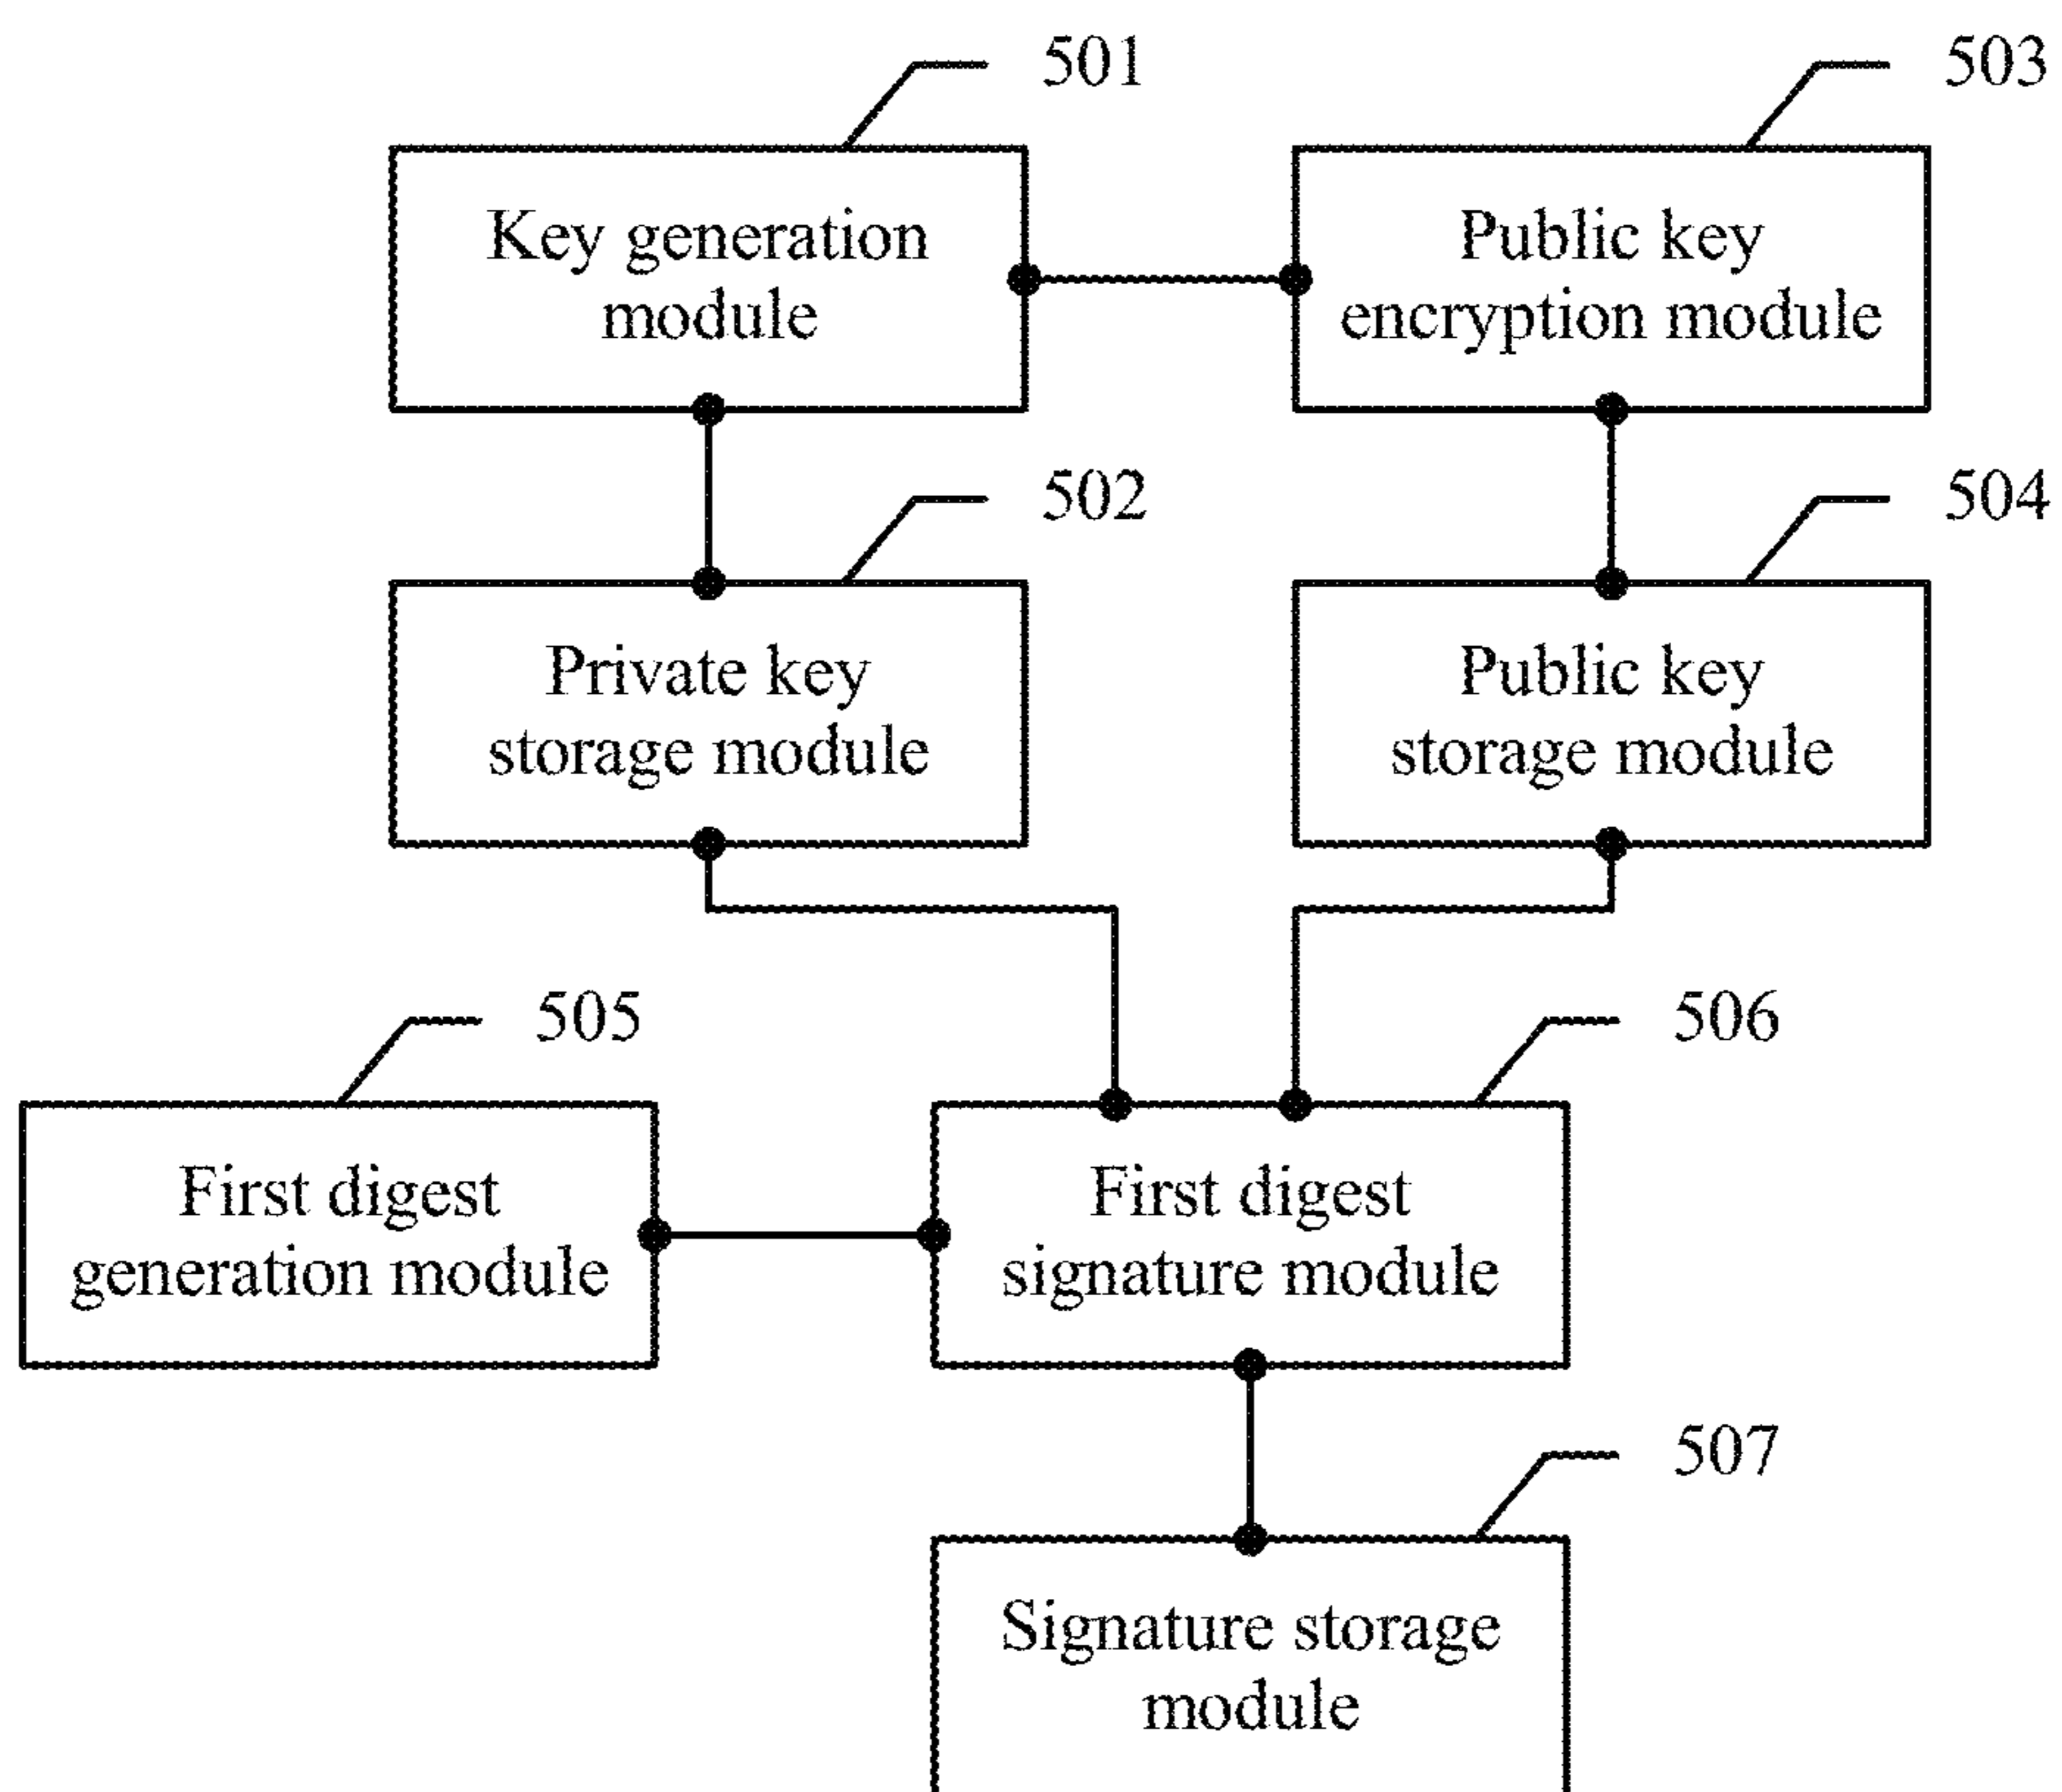 501
503
Key generation
module
Public key
encryption module
502
504
Private key
storage module
Public key
storage module
505
506
First digest
generation module
First digest
signature module
507
Signature storage
module